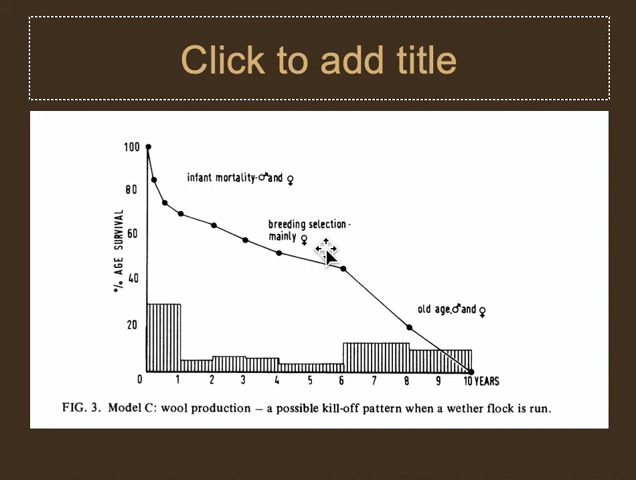 Click to add title
100
80
60
40
20
% AGE SURVIVAL
infant mortality-♂and ♀
breeding selection-
mainly ♀
old age,♂and ♀
0 1 2 3 4 5 6 7 8 9 10 YEARS
FIG. 3. Model C: wool production – a possible kill-off pattern when a wether flock is run.